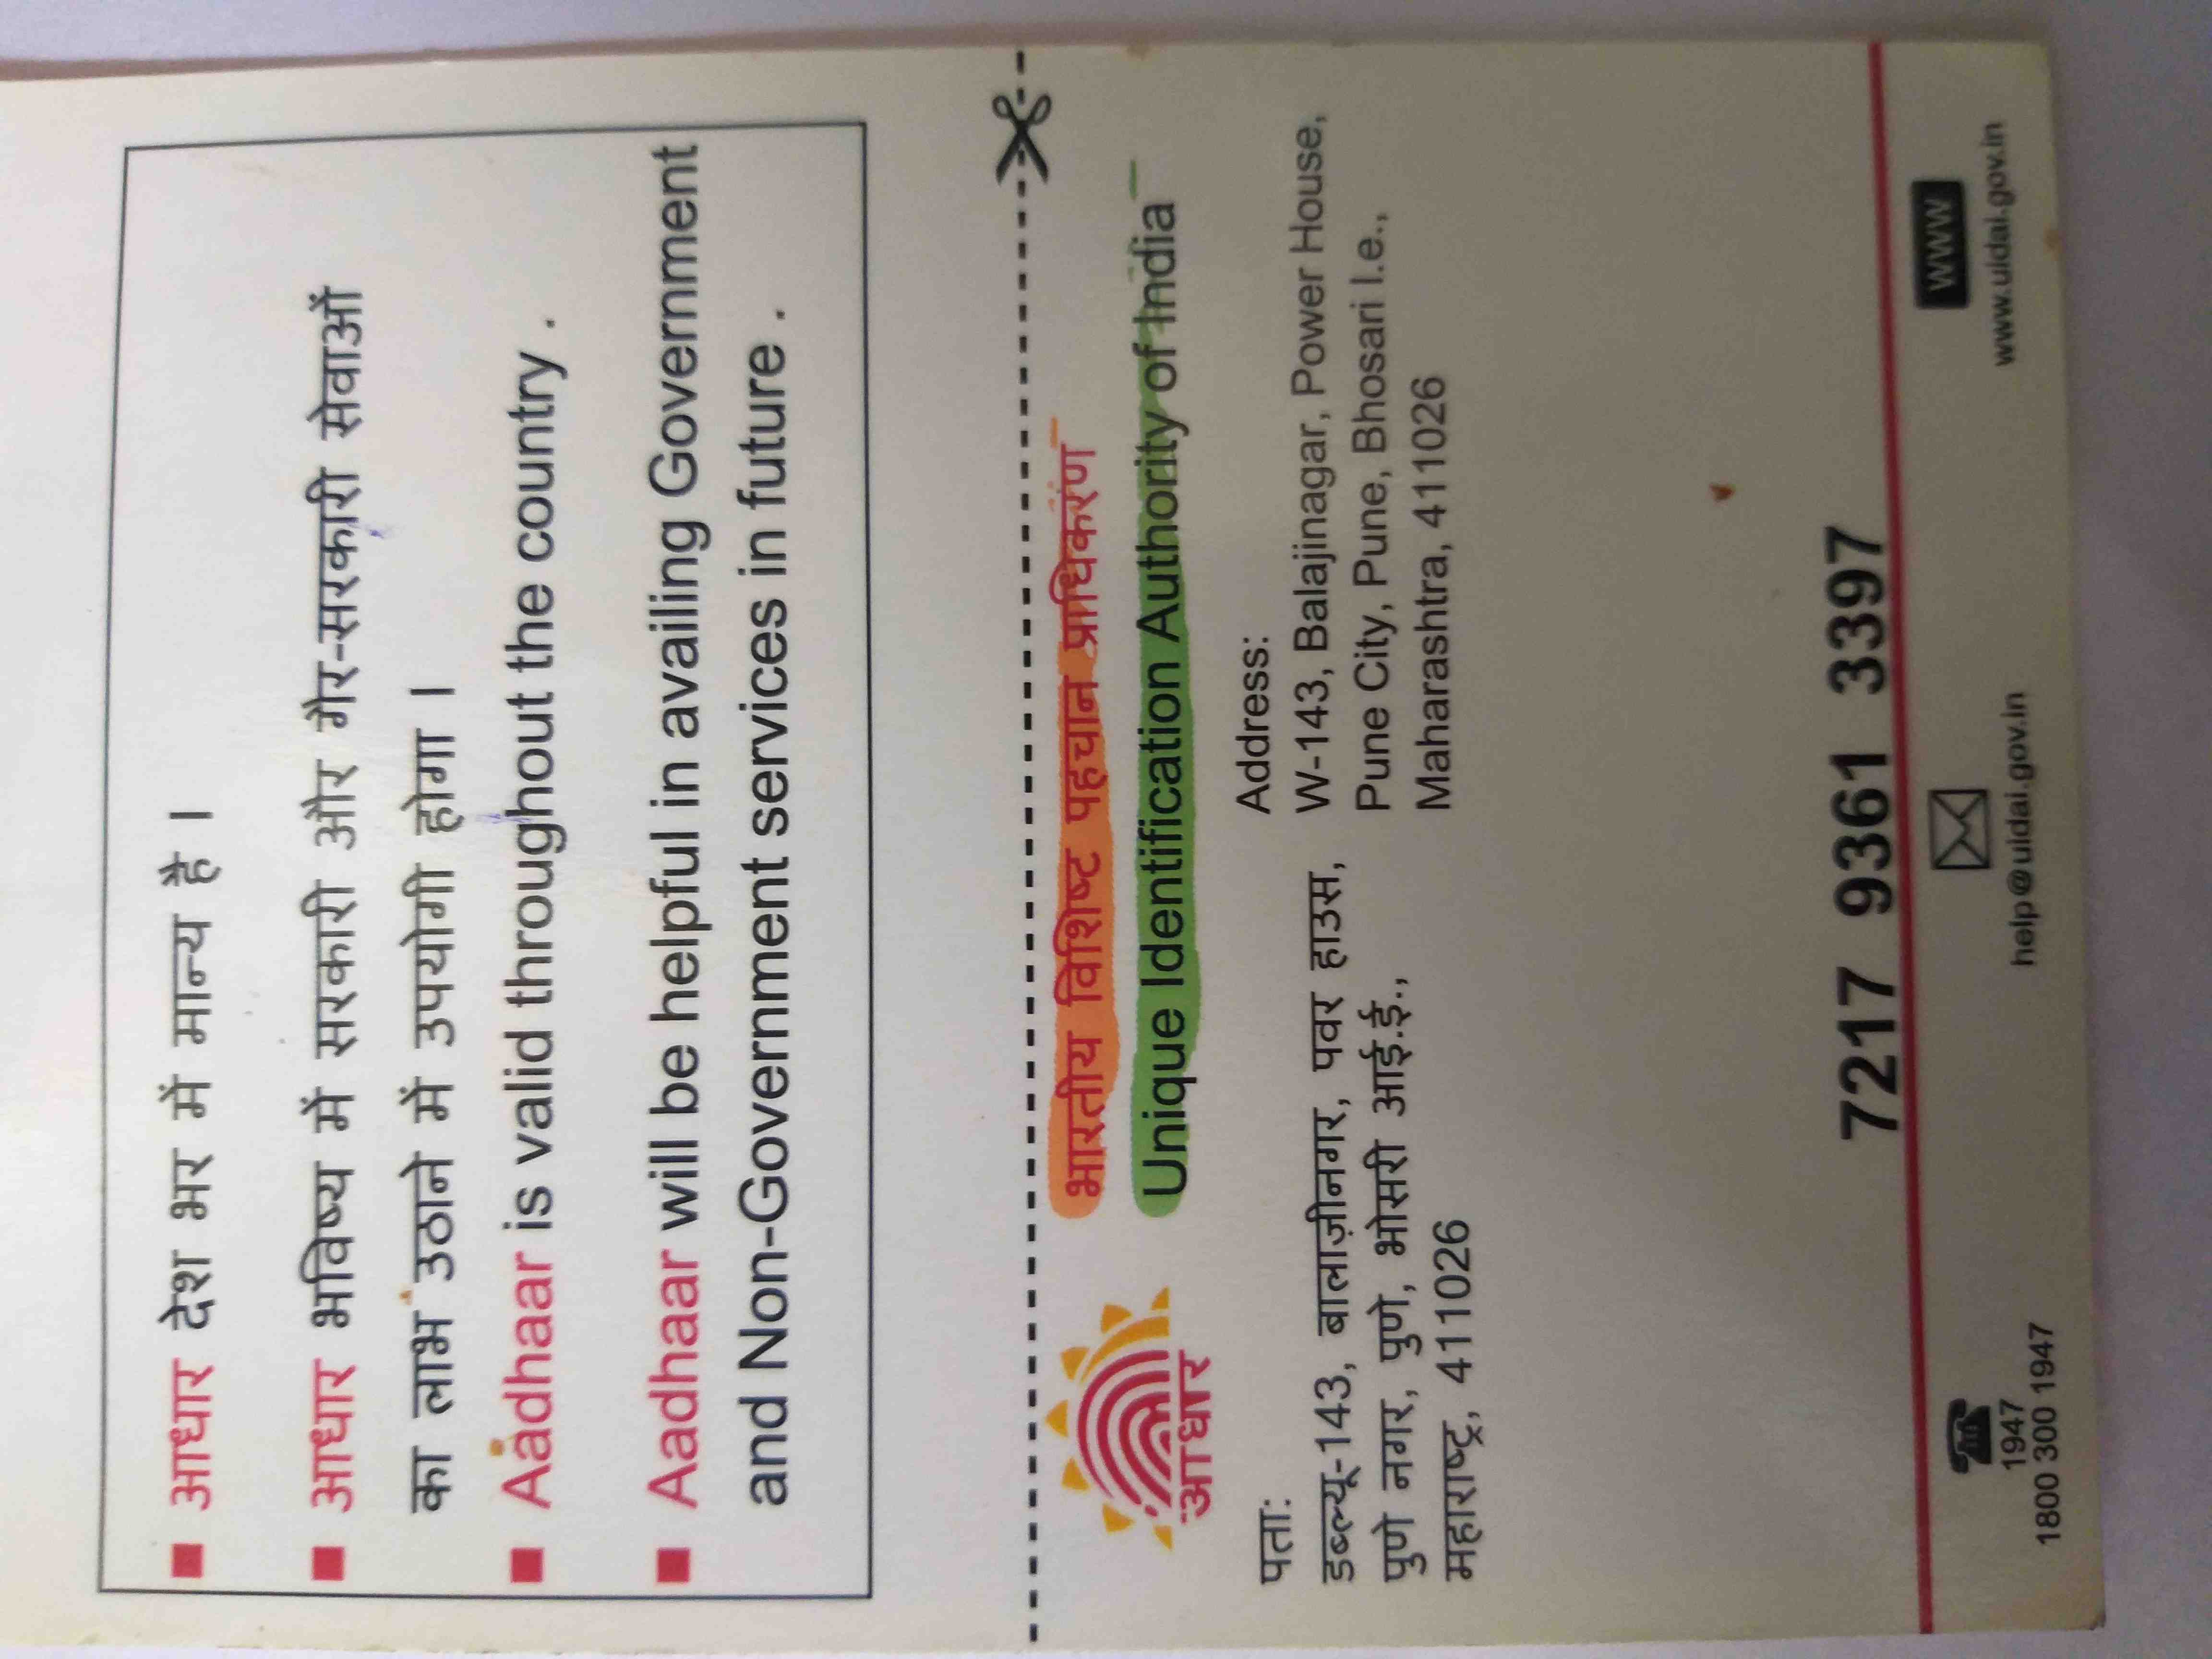 आधार देश भर में मान्य है ।
आधार भविष्य में सरकारी और गैर-सरकारी सेवाओं
का लाभ उठाने में उपयोगी होगा ।
Aadhaar is valid throughout the country .
Aadhaar will be helpful in availing Government
and Non-Government services in future .
भारतीय विशिष्ट पहचान प्राधिकरण
Unique Identification Authority of India
आधार
पता:
डब्ल्यू-143, बालाज़ीनगर, पवर हाउस,
पुणे नगर, पुणे, भोसरी आई.ई.,
महाराष्ट्र, 411026
Address:
W-143, Balajinagar, Power House,
Pune City, Pune, Bhosari I.e.,
Maharashtra, 411026
7217 9361 3397
1947
1800 300 1947
help@uidai.gov.in
www
www.uidai.gov.in